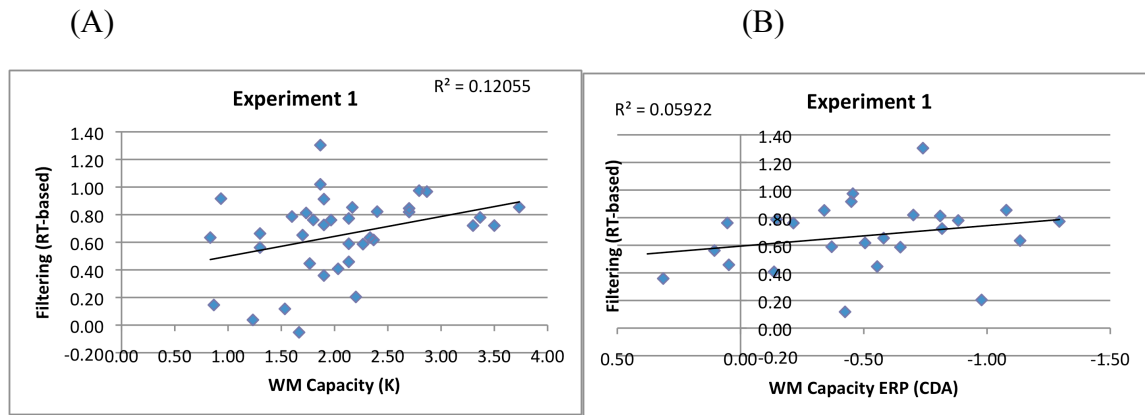 (A)
(B)
R² = 0.12055
Experiment 1
Filtering (RT-based)
1.40
1.20
1.00
0.80
0.60
0.40
0.20
0.00
-0.20
0.00 0.50 1.00 1.50 2.00 2.50 3.00 3.50 4.00
WM Capacity (K)
R² = 0.05922
Experiment 1
Filtering (RT-based)
1.40
1.20
1.00
0.80
0.60
0.40
0.20
0.00
-0.20
0.50 0.00 -0.50 -1.00 -1.50
WM Capacity ERP (CDA)